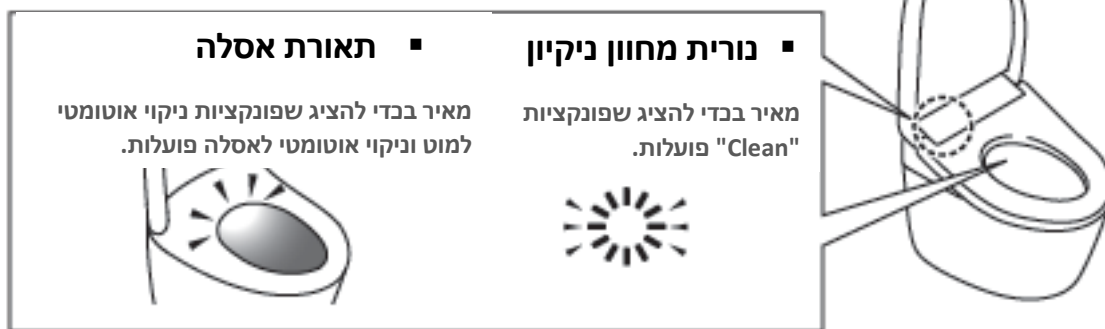 ▪ נורית מחוון ניקיון
מאיר בכדי להציג שפונקציות
"Clean" פועלות.
▪ תאורת אסלה
מאיר בכדי להציג שפונקציות ניקוי אוטומטי
למוט וניקוי אוטומטי לאסלה פועלות.